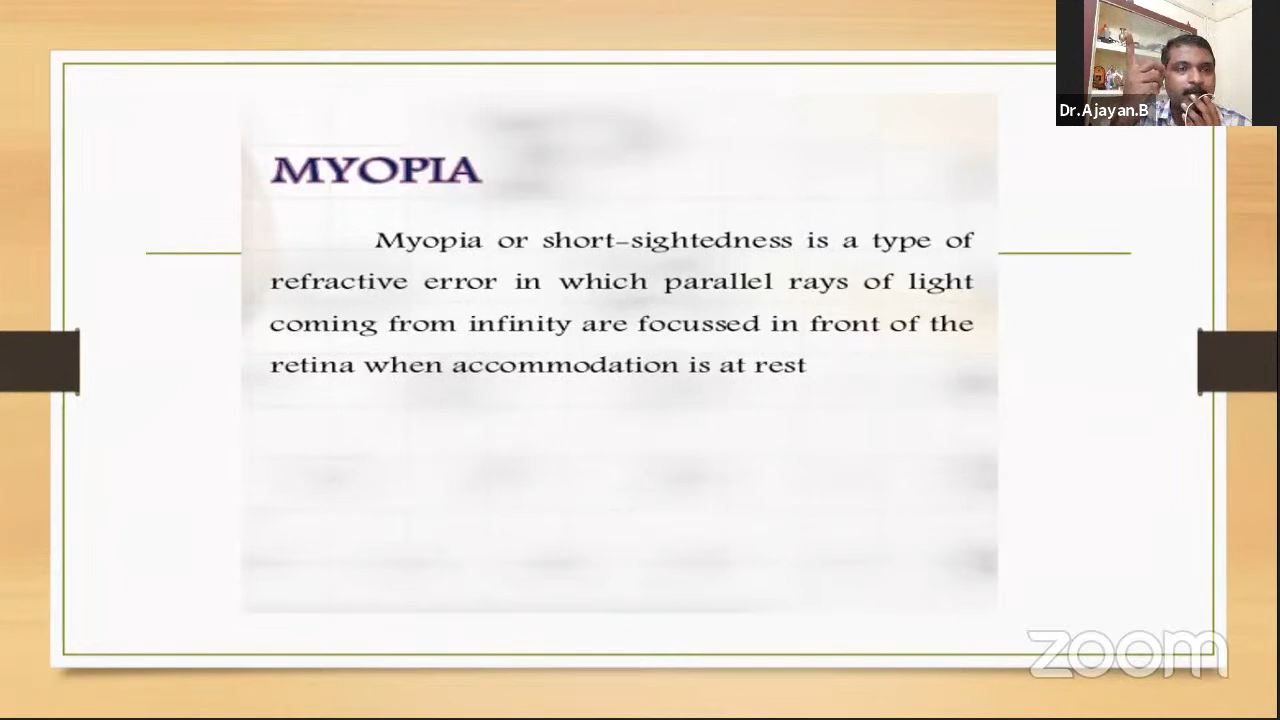 Dr.Ajayan.B
MYOPIA
Myopia or short-sightedness is a type of
refractive error in which parallel rays of light
coming from infinity are focussed in front of the
retina when accommodation is at rest
zoom